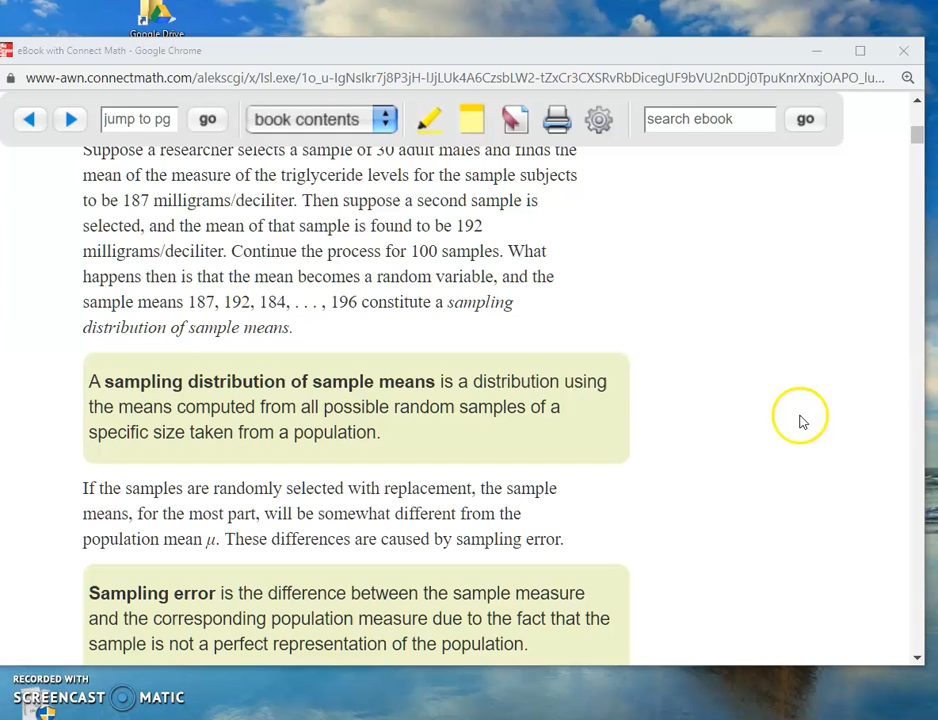 Google Drive
eBook with Connect Math - Google Chrome
www-awn.connectmath.com/alekscgi/x/Isl.exe/1o_u-IgNsIkr7j8P3jH-lJjLUk4A6CzsbLW2-tZxCr3CXSRvRbDicegUF9bVU2nDDj0TpuKnrXnxjOAPO_lu...
jump to pg
go
book contents
search ebook
go
Suppose a researcher selects a sample of 30 adult males and finds the
mean of the measure of the triglyceride levels for the sample subjects
to be 187 milligrams/deciliter. Then suppose a second sample is
selected, and the mean of that sample is found to be 192
milligrams/deciliter. Continue the process for 100 samples. What
happens then is that the mean becomes a random variable, and the
sample means 187, 192, 184, . . . , 196 constitute a sampling
distribution of sample means.
A sampling distribution of sample means is a distribution using
the means computed from all possible random samples of a
specific size taken from a population.
If the samples are randomly selected with replacement, the sample
means, for the most part, will be somewhat different from the
population mean μ. These differences are caused by sampling error.
Sampling error is the difference between the sample measure
and the corresponding population measure due to the fact that the
sample is not a perfect representation of the population.
RECORDED WITH
SCREENCAST MATIC